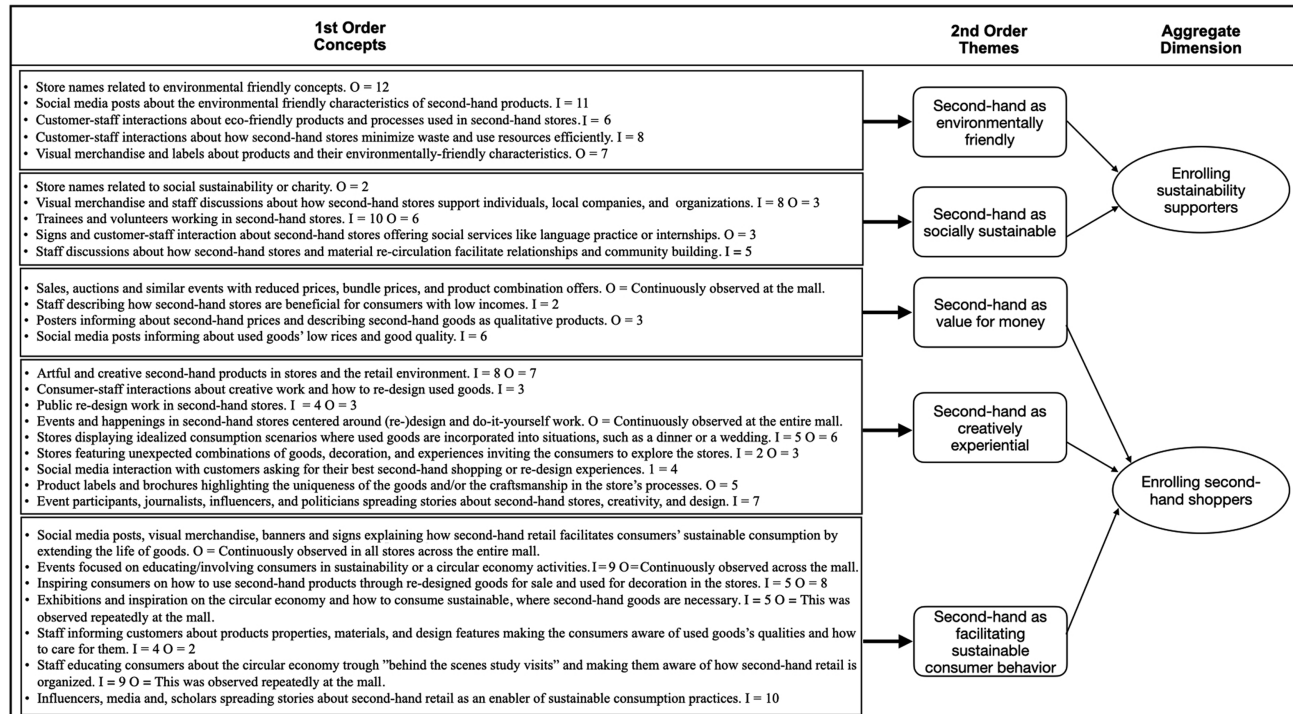 1st Order
Concepts
2nd Order
Themes
Aggregate
Dimension
• Store names related to environmental friendly concepts. O = 12
• Social media posts about the environmental friendly characteristics of second-hand products. I = 11
• Customer-staff interactions about eco-friendly products and processes used in second-hand stores. I = 6
• Customer-staff interactions about how second-hand stores minimize waste and use resources efficiently. I = 8
• Visual merchandise and labels about products and their environmentally-friendly characteristics. O = 7
Second-hand as
environmentally
friendly
• Store names related to social sustainability or charity. O = 2
• Visual merchandise and staff discussions about how second-hand stores support individuals, local companies, and organizations. I = 8 O = 3
• Trainees and volunteers working in second-hand stores. I = 10 O = 6
• Signs and customer-staff interaction about second-hand stores offering social services like language practice or internships. O = 3
• Staff discussions about how second-hand stores and material re-circulation facilitate relationships and community building. I = 5
Second-hand as
socially sustainable
Enrolling
sustainability
supporters
• Sales, auctions and similar events with reduced prices, bundle prices, and product combination offers. O = Continuously observed at the mall.
• Staff describing how second-hand stores are beneficial for consumers with low incomes. I = 2
• Posters informing about second-hand prices and describing second-hand goods as qualitative products. O = 3
• Social media posts informing about used goods' low rices and good quality. I = 6
Second-hand as
value for money
• Artful and creative second-hand products in stores and the retail environment. I = 8 O = 7
• Consumer-staff interactions about creative work and how to re-design used goods. I = 3
• Public re-design work in second-hand stores. I = 4 O = 3
• Events and happenings in second-hand stores centered around (re-)design and do-it-yourself work. O = Continuously observed at the entire mall.
• Stores displaying idealized consumption scenarios where used goods are incorporated into situations, such as a dinner or a wedding. I = 5 O = 6
• Stores featuring unexpected combinations of goods, decoration, and experiences inviting the consumers to explore the stores. I = 2 O = 3
• Social media interaction with customers asking for their best second-hand shopping or re-design experiences. 1 = 4
• Product labels and brochures highlighting the uniqueness of the goods and/or the craftsmanship in the store's processes. O = 5
• Event participants, journalists, influencers, and politicians spreading stories about second-hand stores, creativity, and design. I = 7
Second-hand as
creatively
experiential
Enrolling second-
hand shoppers
• Social media posts, visual merchandise, banners and signs explaining how second-hand retail facilitates consumers' sustainable consumption by
extending the life of goods. O = Continuously observed in all stores across the entire mall.
• Events focused on educating/involving consumers in sustainability or a circular economy activities. I = 9 O = Continuously observed across the mall.
• Inspiring consumers on how to use second-hand products through re-designed goods for sale and used for decoration in the stores. I = 5 O = 8
• Exhibitions and inspiration on the circular economy and how to consume sustainable, where second-hand goods are necessary. I = 5 O = This was
observed repeatedly at the mall.
• Staff informing customers about products properties, materials, and design features making the consumers aware of used goods's qualities and how
to care for them. I = 4 O = 2
• Staff educating consumers about the circular economy trough ”behind the scenes study visits” and making them aware of how second-hand retail is
organized. I = 9 O = This was observed repeatedly at the mall.
• Influencers, media and, scholars spreading stories about second-hand retail as an enabler of sustainable consumption practices. I = 10
Second-hand as
facilitating
sustainable
consumer behavior